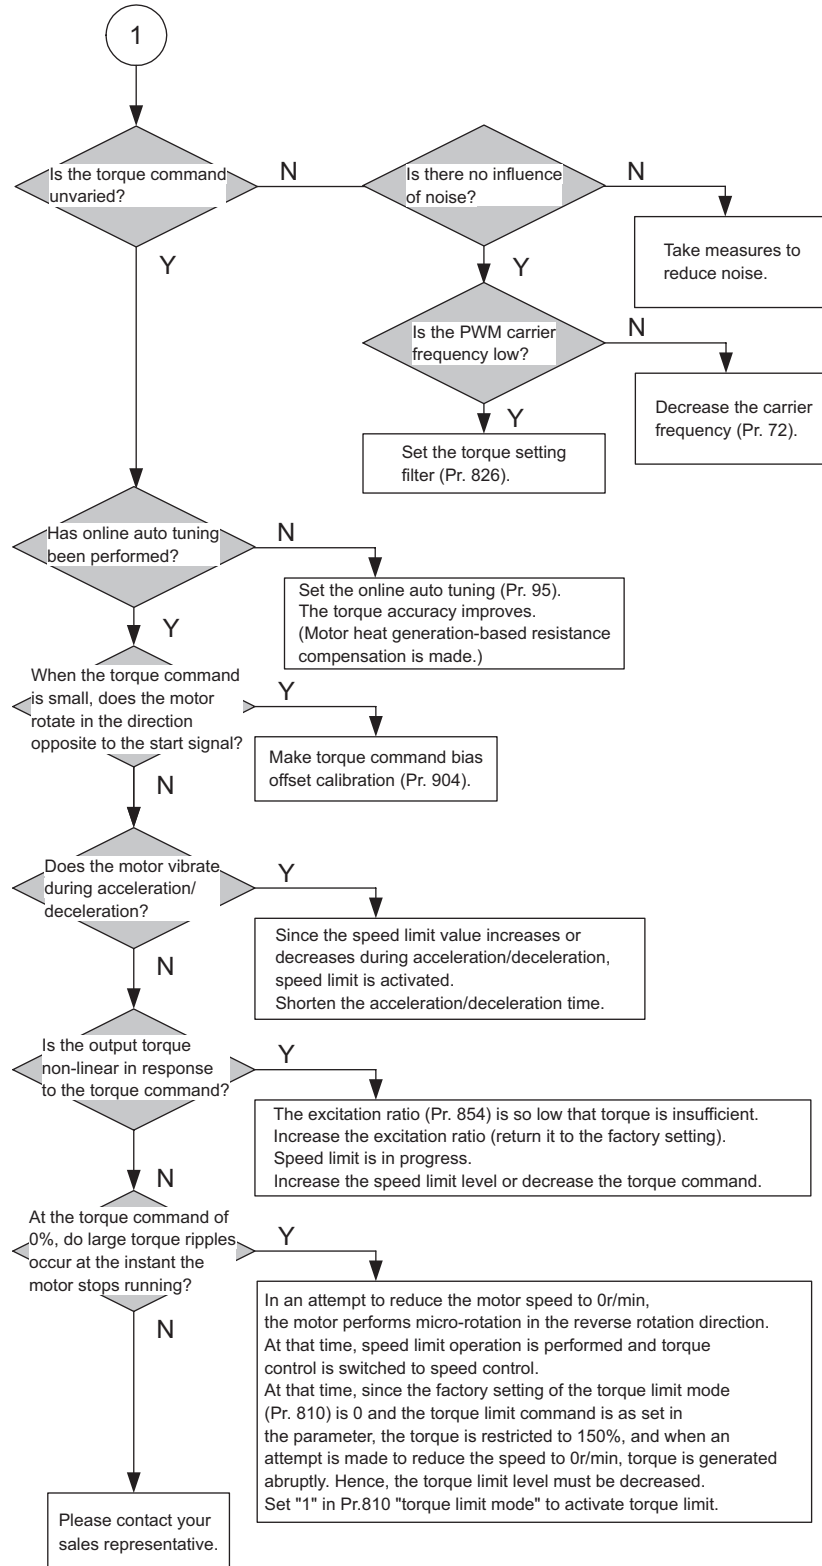 1
Is the torque command
unvaried?
N
Is there no influence
of noise?
N
Take measures to
reduce noise.
Y
Y
Is the PWM carrier
frequency low?
N
Decrease the carrier
frequency (Pr. 72).
Y
Set the torque setting
filter (Pr. 826).
Has online auto tuning
been performed?
N
Set the online auto tuning (Pr. 95).
The torque accuracy improves.
(Motor heat generation-based resistance
compensation is made.)
Y
When the torque command
is small, does the motor
rotate in the direction
opposite to the start signal?
Y
Make torque command bias
offset calibration (Pr. 904).
N
Does the motor vibrate
during acceleration/
deceleration?
Y
Since the speed limit value increases or
decreases during acceleration/deceleration,
speed limit is activated.
Shorten the acceleration/deceleration time.
N
Is the output torque
non-linear in response
to the torque command?
Y
The excitation ratio (Pr. 854) is so low that torque is insufficient.
Increase the excitation ratio (return it to the factory setting).
Speed limit is in progress.
Increase the speed limit level or decrease the torque command.
N
At the torque command of
0%, do large torque ripples
occur at the instant the
motor stops running?
Y
In an attempt to reduce the motor speed to 0r/min,
the motor performs micro-rotation in the reverse rotation direction.
At that time, speed limit operation is performed and torque
control is switched to speed control.
At that time, since the factory setting of the torque limit mode
(Pr. 810) is 0 and the torque limit command is as set in
the parameter, the torque is restricted to 150%, and when an
attempt is made to reduce the speed to 0r/min, torque is generated
abruptly. Hence, the torque limit level must be decreased.
Set "1" in Pr.810 "torque limit mode" to activate torque limit.
N
Please contact your
sales representative.